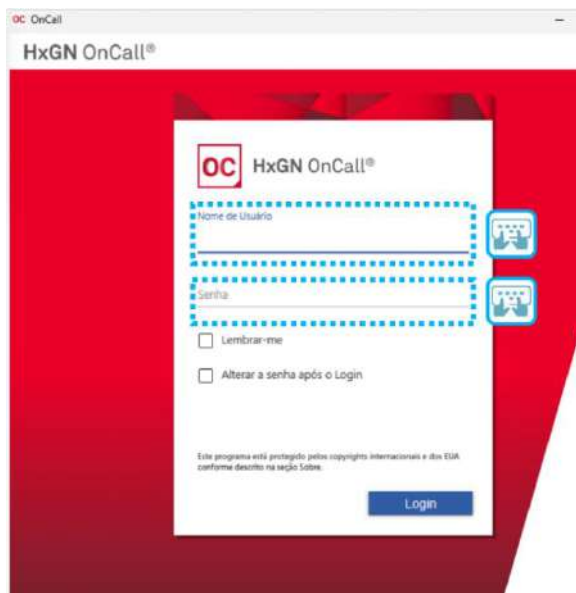 OC OnCall
HxGN OnCall®
OC HxGN OnCall®
Nome de Usuário
Senha
Lembrar-me
Alterar a senha após o Login
Este programa está protegido pelos copyrights internacionais e dos EUA
conforme descrito na seção Sobre.
Login